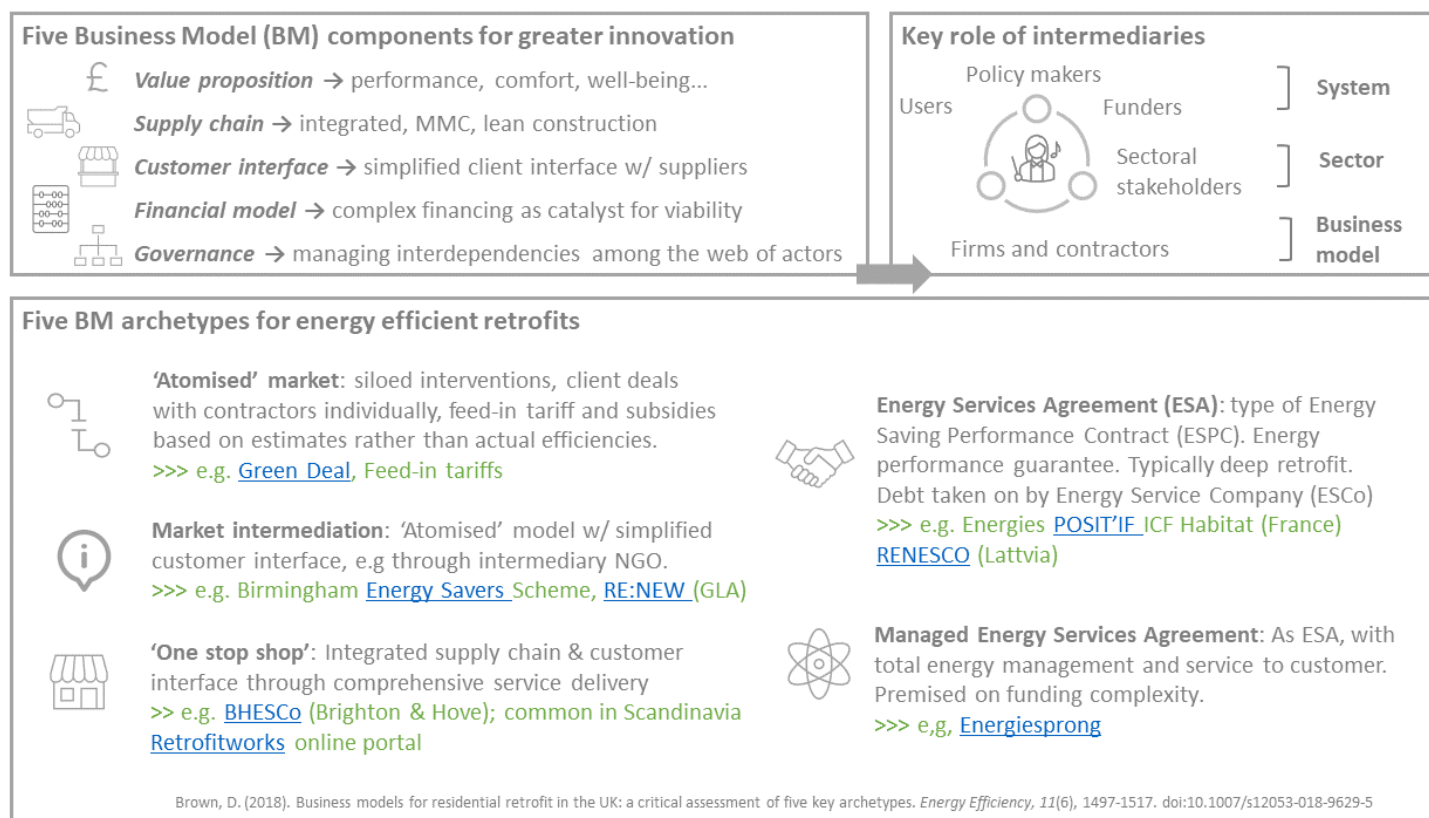 Five Business Model (BM) components for greater innovation
£ Value proposition → performance, comfort, well-being...
Supply chain → integrated, MMC, lean construction
Customer interface → simplified client interface w/ suppliers
Financial model → complex financing as catalyst for viability
Governance → managing interdependencies among the web of actors
Key role of intermediaries
Policy makers
Users
Funders
System
Sectoral
stakeholders
Sector
Firms and contractors
Business
model
Five BM archetypes for energy efficient retrofits
‘Atomised’ market: siloed interventions, client deals
with contractors individually, feed-in tariff and subsidies
based on estimates rather than actual efficiencies.
>>> e.g. Green Deal, Feed-in tariffs
Market intermediation: ‘Atomised’ model w/ simplified
customer interface, e.g through intermediary NGO.
>>> e.g. Birmingham Energy Savers Scheme, RE:NEW (GLA)
‘One stop shop’: Integrated supply chain & customer
interface through comprehensive service delivery
>> e.g. BHESCo (Brighton & Hove); common in Scandinavia
Retrofitworks online portal
Energy Services Agreement (ESA): type of Energy
Saving Performance Contract (ESPC). Energy
performance guarantee. Typically deep retrofit.
Debt taken on by Energy Service Company (ESCo)
>>> e.g. Energies POSIT’IF ICF Habitat (France)
RENESCO (Lattvia)
Managed Energy Services Agreement: As ESA, with
total energy management and service to customer.
Premised on funding complexity.
>>> e,g, Energiesprong
Brown, D. (2018). Business models for residential retrofit in the UK: a critical assessment of five key archetypes. Energy Efficiency, 11(6), 1497-1517. doi:10.1007/s12053-018-9629-5